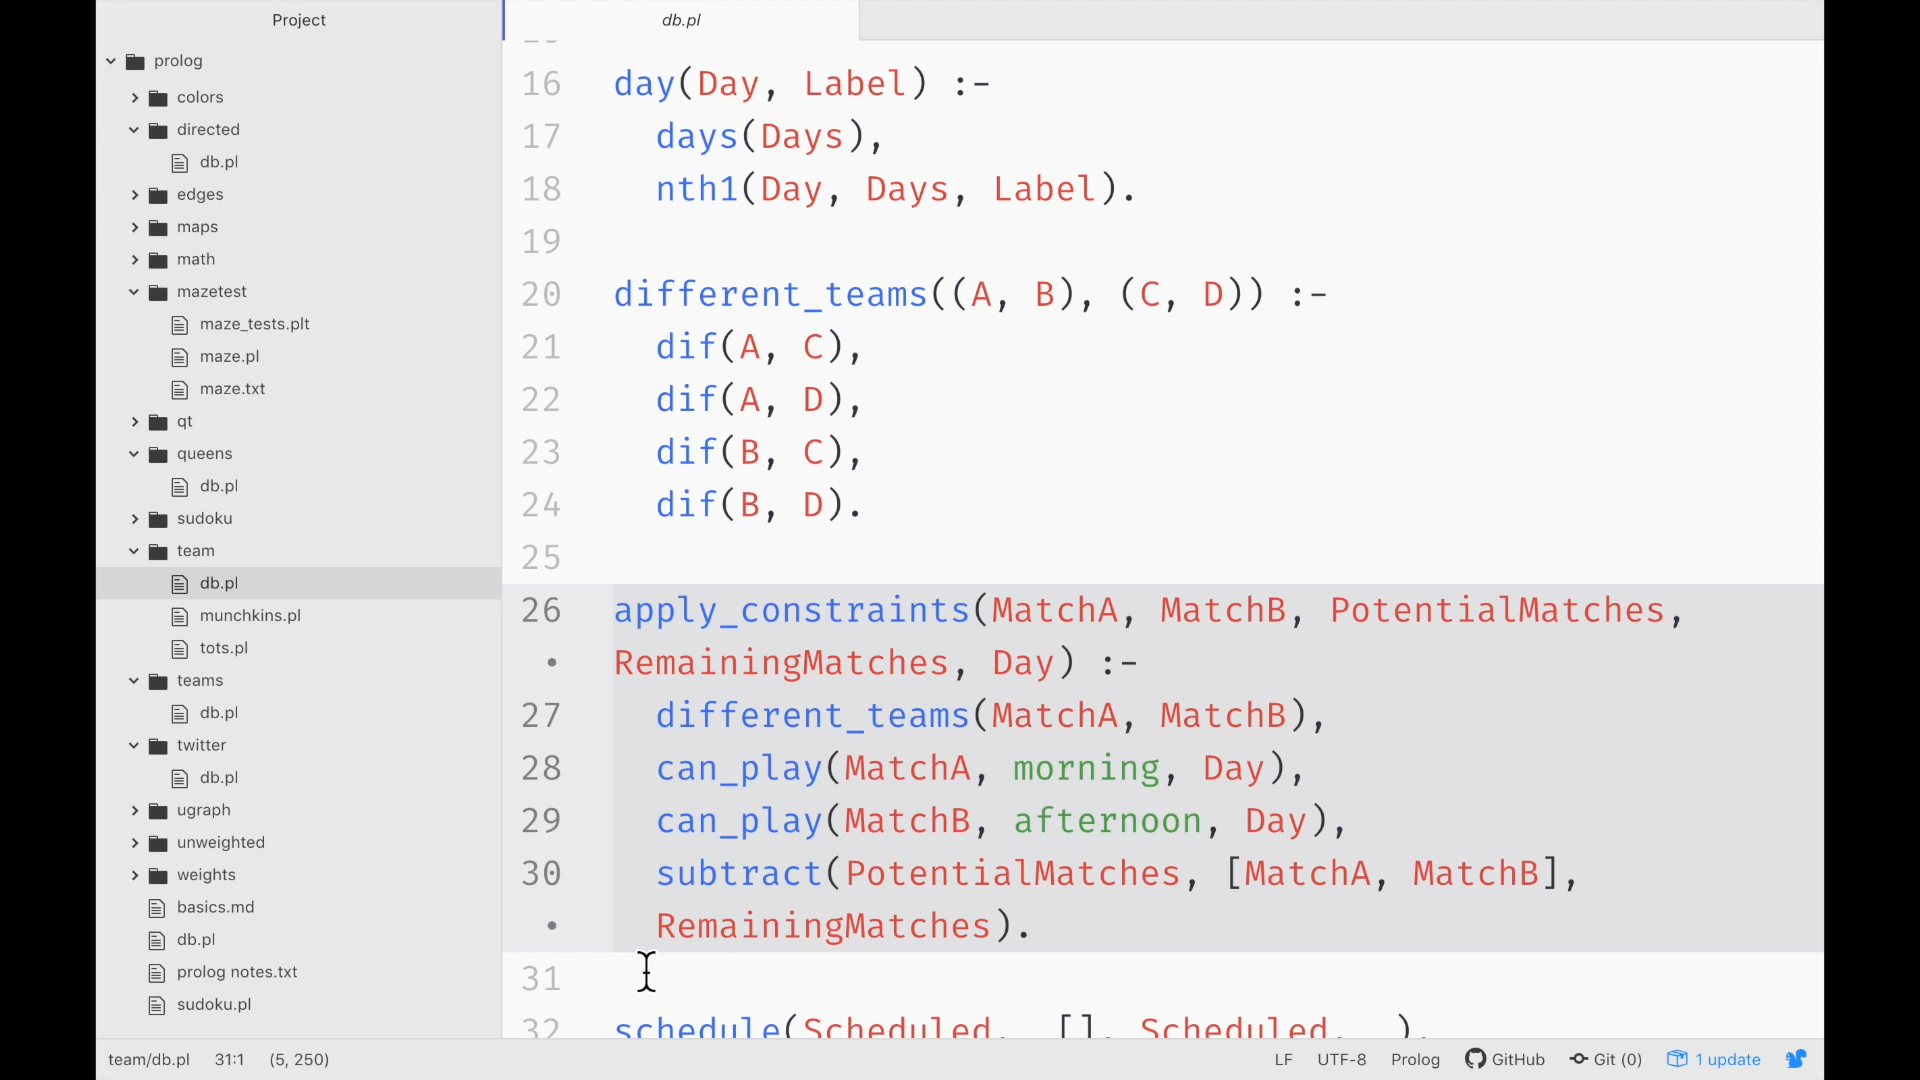 Project
db.pl
prolog
colors
directed
db.pl
edges
maps
math
mazetest
maze_tests.plt
maze.pl
maze.txt
qt
queens
db.pl
sudoku
team
db.pl
munchkins.pl
tots.pl
teams
db.pl
twitter
db.pl
ugraph
unweighted
weights
basics.md
db.pl
prolog notes.txt
sudoku.pl
16 day(Day, Label) :-
17 days(Days),
18 nth1(Day, Days, Label).
19
20 different_teams((A, B), (C, D)) :-
21 dif(A, C),
22 dif(A, D),
23 dif(B, C),
24 dif(B, D).
25
26 apply_constraints(MatchA, MatchB, PotentialMatches,
• RemainingMatches, Day) :-
27 different_teams(MatchA, MatchB),
28 can_play(MatchA, morning, Day),
29 can_play(MatchB, afternoon, Day),
30 subtract(PotentialMatches, [MatchA, MatchB],
• RemainingMatches).
31
32 schedule(Scheduled, [], Scheduled, _).
team/db.pl 31:1 (5, 250) LF UTF-8 Prolog GitHub Git (0) 1 update